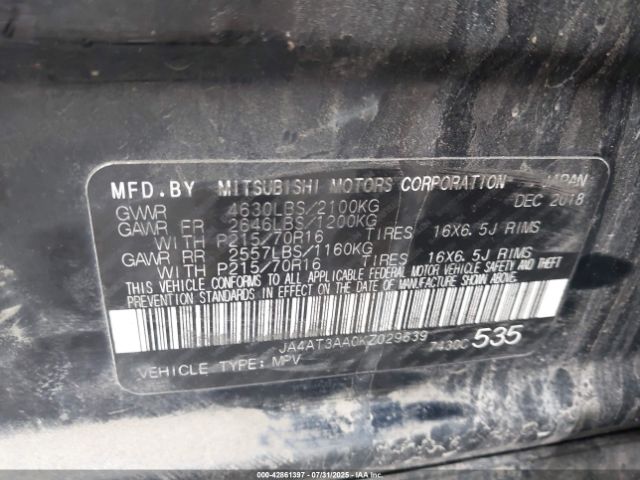 MFD.BY MITSUBISHI MOTORS CORPORATION JAPAN
GVWR 4630LBS/2100KG DEC 2018
GAWR FR 2646LBS/1200KG
WITH P215/70R16 TIRES 16X6.5J RIMS
GAWR RR 2557LBS/1160KG
WITH P215/70R16 TIRES 16X6.5J RIMS
THIS VEHICLE CONFORMS TO ALL APPLICABLE FEDERAL MOTOR VEHICLE SAFETY AND THEFT
PREVENTION STANDARDS IN EFFECT ON THE DATE OF MANUFACTURE SHOWN ABOVE.
JA4AT3AA0KZ029639 7430C 535
VEHICLE TYPE: MPV
000-42861397 - 07/31/2025 - IAA Inc.